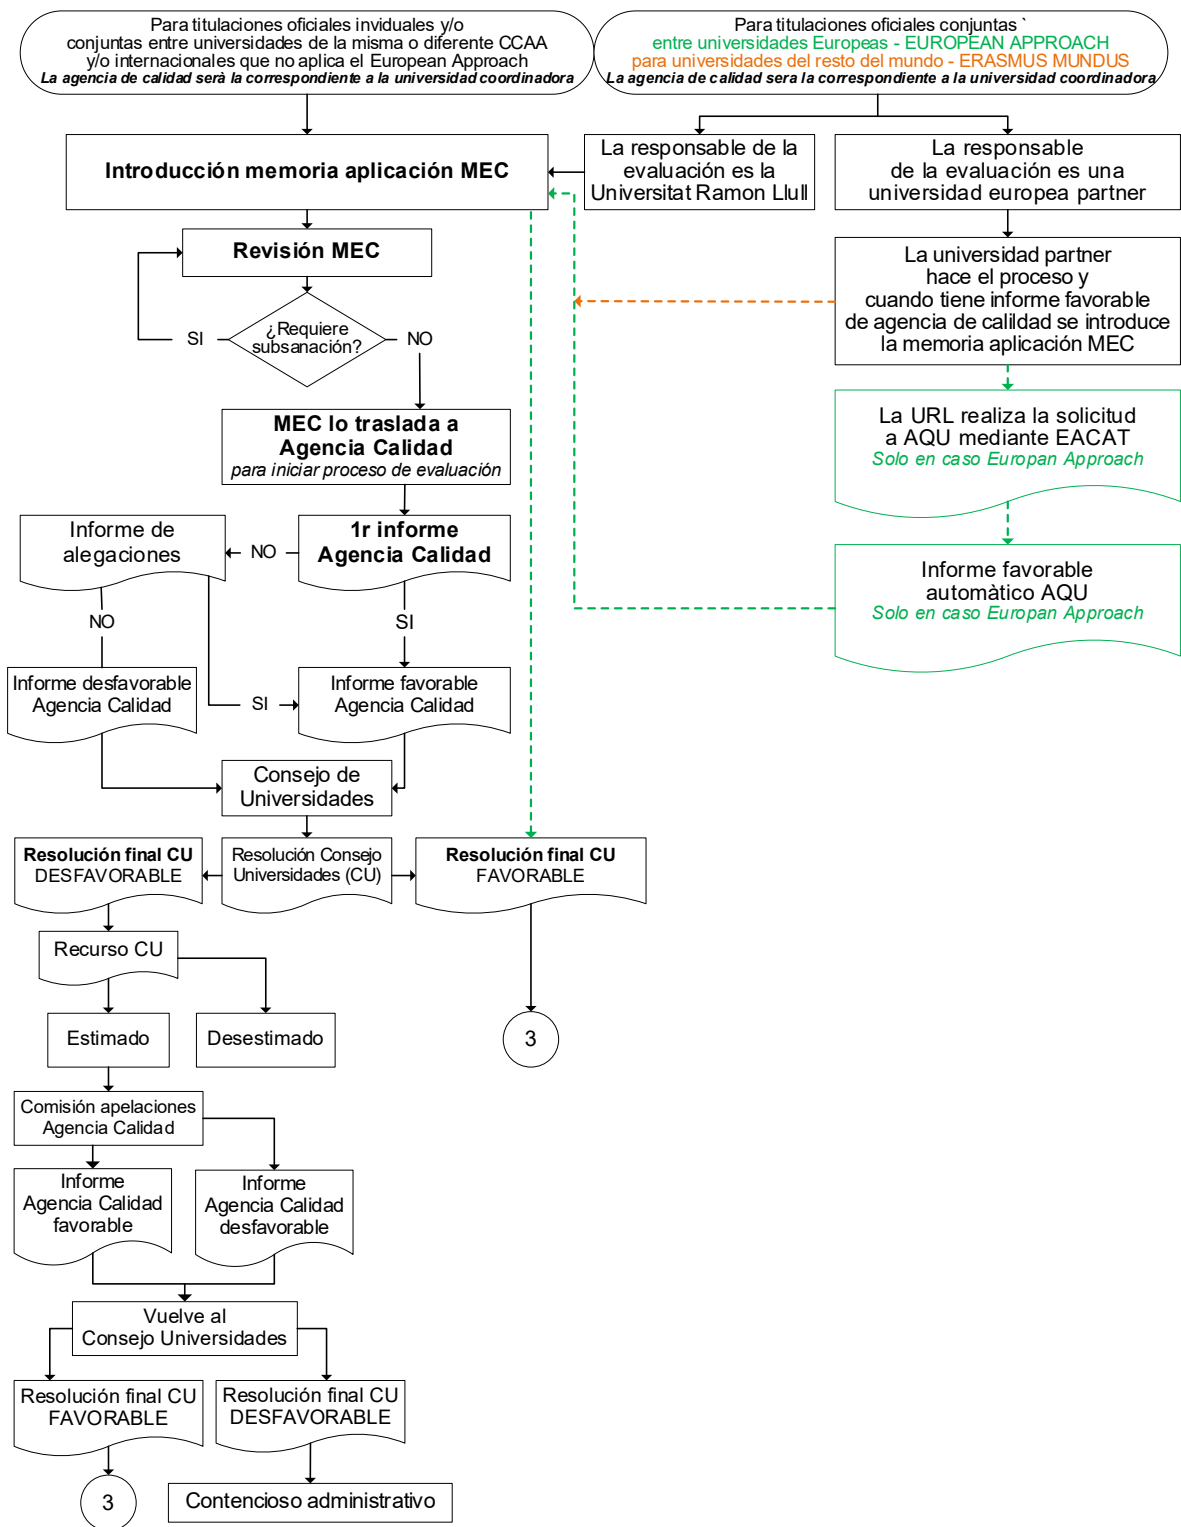 Para titulaciones oficiales inviduales y/o
conjuntas entre universidades de la misma o diferente CCAA
y/o internacionales que no aplica el European Approach
La agencia de calidad serà la correspondiente a la universidad coordinadora
Para titulaciones oficiales conjuntas `
entre universidades Europeas - EUROPEAN APPROACH
para universidades del resto del mundo - ERASMUS MUNDUS
La agencia de calidad sera la correspondiente a la universidad coordinadora
Introducción memoria aplicación MEC
La responsable de la
evaluación es la
Universitat Ramon Llull
La responsable
de la evaluación es una
universidad europea partner
Revisión MEC
La universidad partner
hace el proceso y
cuando tiene informe favorable
de agencia de calildad se introduce
la memoria aplicación MEC
¿Requiere
subsanación?
SI
NO
MEC lo traslada a
Agencia Calidad
para iniciar proceso de evaluación
La URL realiza la solicitud
a AQU mediante EACAT
Solo en caso Europan Approach
Informe de
alegaciones
NO
1r informe
Agencia Calidad
Informe favorable
automàtico AQU
Solo en caso Europan Approach
NO
SI
Informe desfavorable
Agencia Calidad
SI
Informe favorable
Agencia Calidad
Consejo de
Universidades
Resolución final CU
DESFAVORABLE
Resolución Consejo
Universidades (CU)
Resolución final CU
FAVORABLE
Recurso CU
Estimado
Desestimado
3
Comisión apelaciones
Agencia Calidad
Informe
Agencia Calidad
favorable
Informe
Agencia Calidad
desfavorable
Vuelve al
Consejo Universidades
Resolución final CU
FAVORABLE
Resolución final CU
DESFAVORABLE
3
Contencioso administrativo